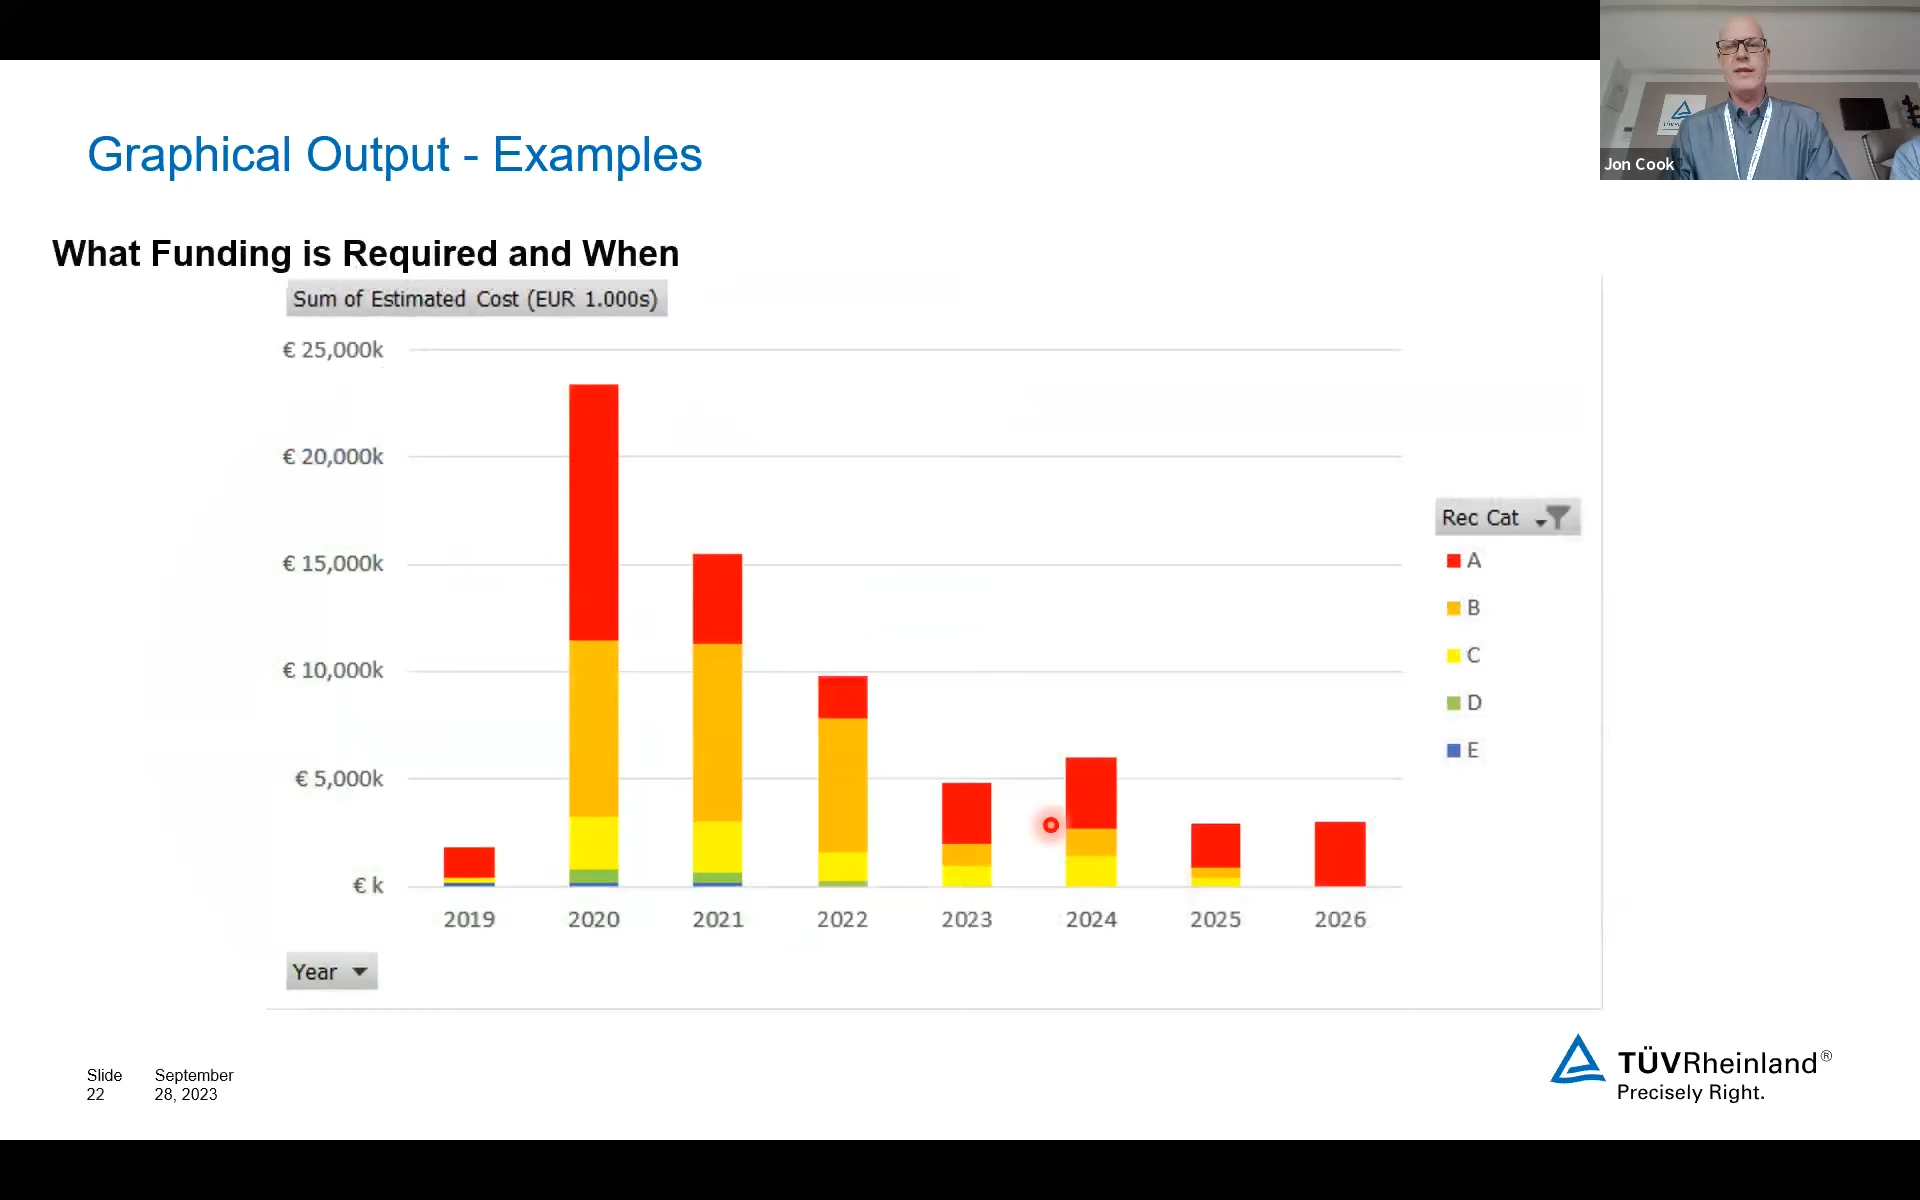 Jon Cook
Graphical Output - Examples
What Funding is Required and When
Sum of Estimated Cost (EUR 1.000s)
€ 25,000k
€ 20,000k
€ 15,000k
€ 10,000k
€ 5,000k
€ k
2019 2020 2021 2022 2023 2024 2025 2026
Rec Cat
A
B
C
D
E
Year
Slide
22
September
28, 2023
TÜVRheinland®
Precisely Right.